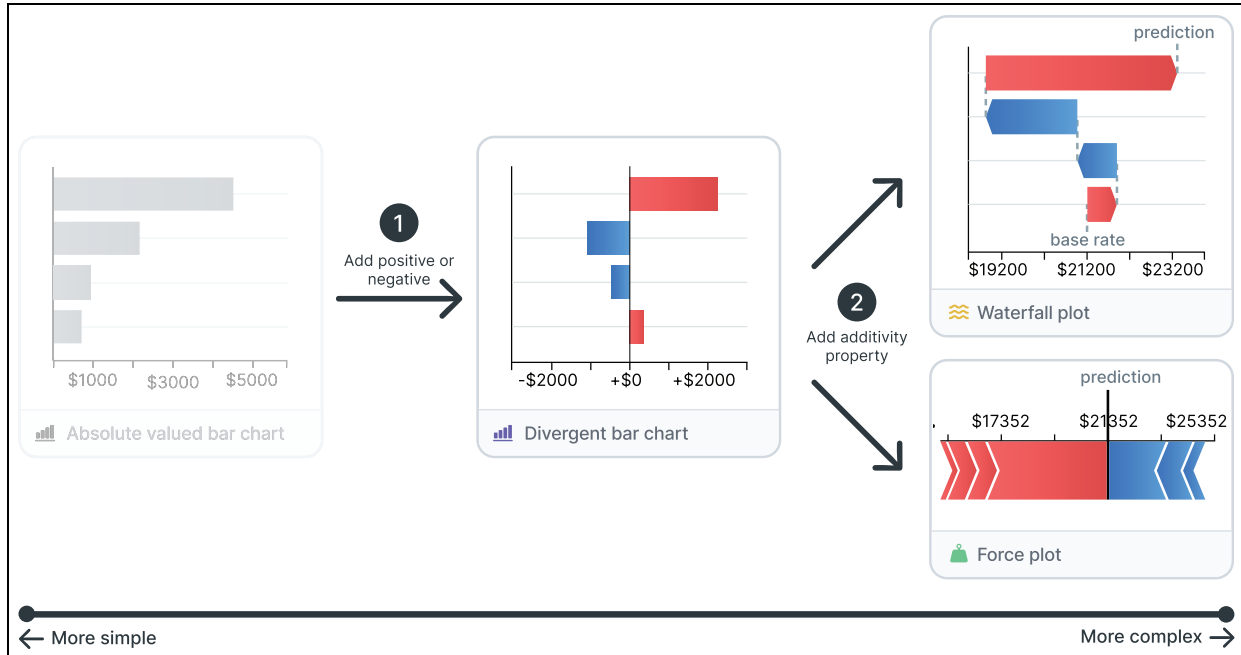 $1000
$3000
$5000
Absolute valued bar chart
1
Add positive or
negative
-$2000
+$0
+$2000
Divergent bar chart
2
Add additivity
property
prediction
base rate
$19200
$21200
$23200
Waterfall plot
prediction
$17352
$21352
$25352
Force plot
More simple
More complex